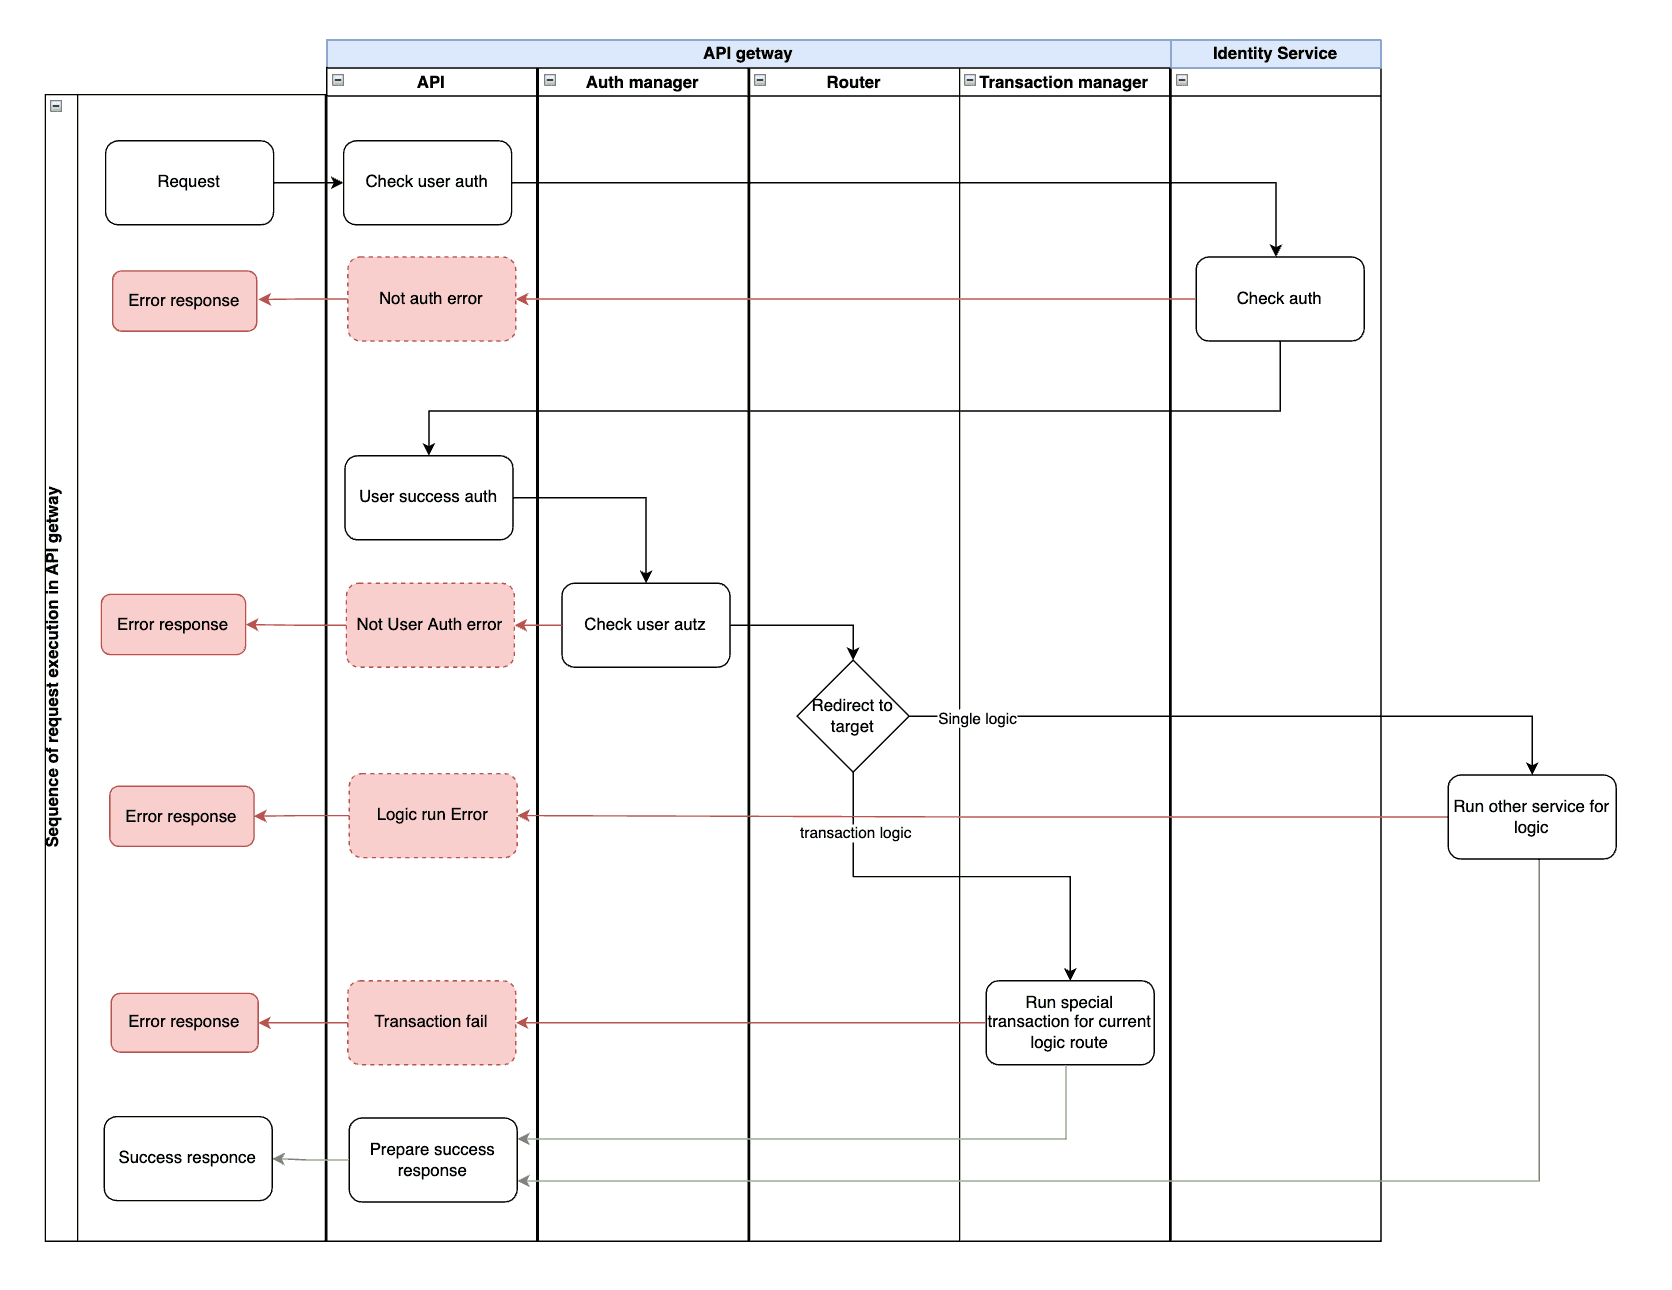 API getway
Identity Service
API
Auth manager
Router
Transaction manager
Sequence of request execution in API getway
Request
Check user auth
Error response
Not auth error
Check auth
User success auth
Error response
Not User Auth error
Check user autz
Redirect to
target
Single logic
Error response
Logic run Error
transaction logic
Run other service for
logic
Error response
Transaction fail
Run special
transaction for current
logic route
Success responce
Prepare success
response